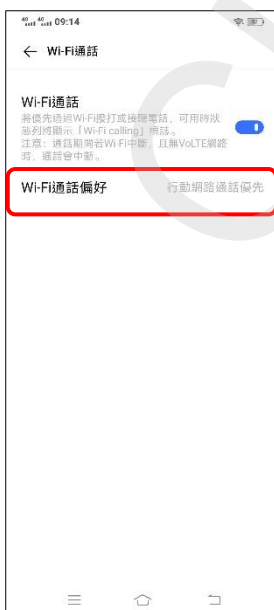 4G 4G 09:14
← Wi-Fi通話
Wi-Fi通話
將優先透過Wi-Fi撥打或接聽電話，可用時狀
態列將顯示「Wi-Fi calling」標誌。
注意：通話期間若Wi-Fi中斷，且無VoLTE網路
時，通話會中斷。
Wi-Fi通話偏好 行動網路通話優先